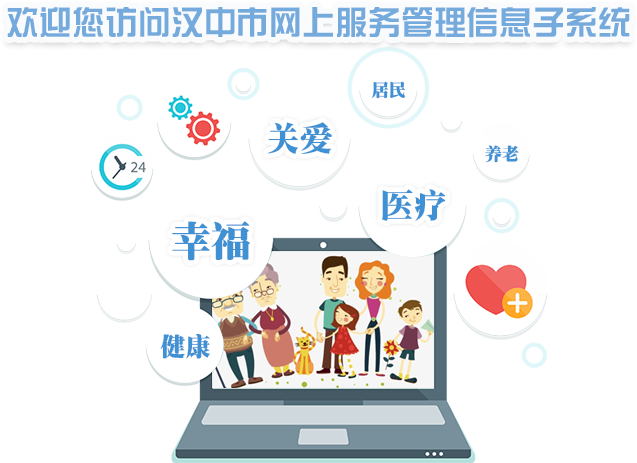 欢迎您访问汉中市网上服务管理信息子系统
居民
关爱
养老
24
医疗
幸福
健康